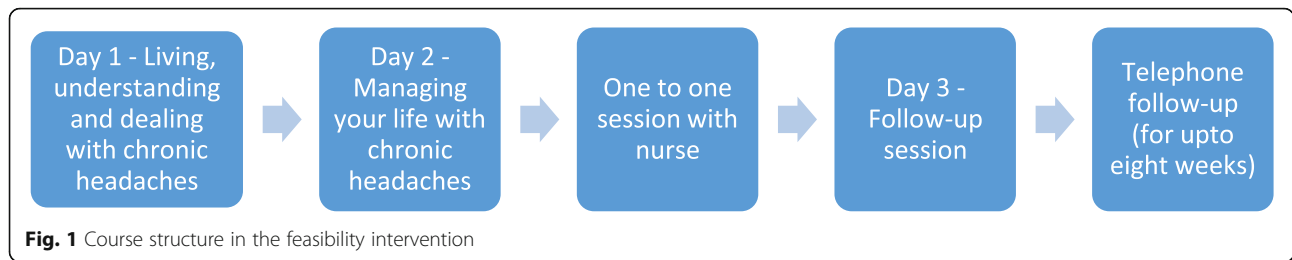 Day 1 - Living,
understanding
and dealing
with chronic
headaches
Day 2 -
Managing
your life with
chronic
headaches
One to one
session with
nurse
Day 3 -
Follow-up
session
Telephone
follow-up
(for upto
eight weeks)
Fig. 1 Course structure in the feasibility intervention